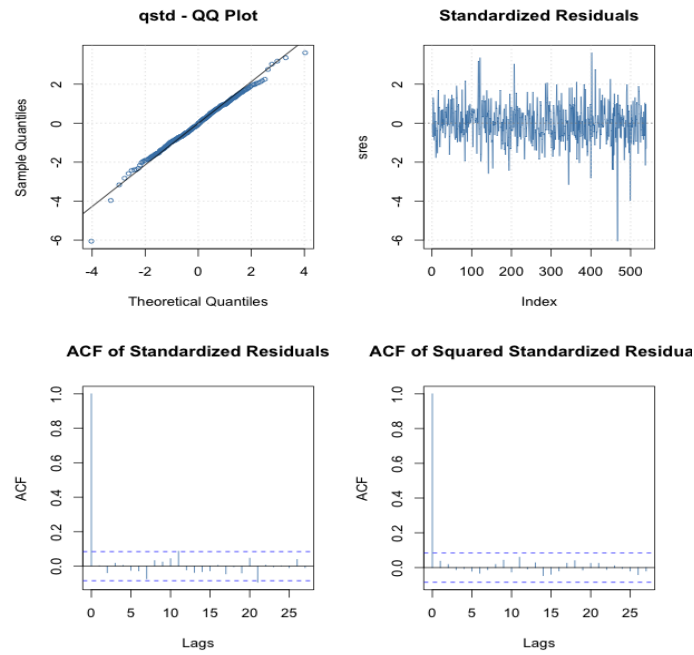 qstd - QQ Plot
Sample Quantiles
2
0
-2
-4
-6
-4 -2 0 2 4
Theoretical Quantiles
Standardized Residuals
sres
2
0
-2
-4
-6
0 100 200 300 400 500
Index
ACF of Standardized Residuals
ACF
1.0
0.8
0.6
0.4
0.2
0.0
0 5 10 15 20 25
Lags
ACF of Squared Standardized Residua
ACF
1.0
0.8
0.6
0.4
0.2
0.0
0 5 10 15 20 25
Lags